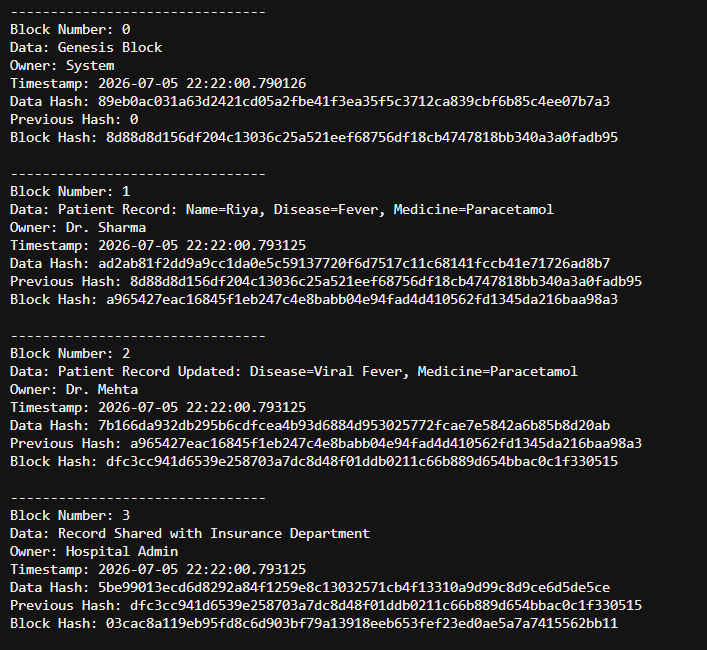 --------------------------------
Block Number: 0
Data: Genesis Block
Owner: System
Timestamp: 2026-07-05 22:22:00.790126
Data Hash: 89eb0ac031a63d2421cd05a2fbe41f3ea35f5c3712ca839cbf6b85c4ee07b7a3
Previous Hash: 0
Block Hash: 8d88d8d156df204c13036c25a521eef68756df18cb4747818bb340a3a0fadb95
--------------------------------
Block Number: 1
Data: Patient Record: Name=Riya, Disease=Fever, Medicine=Paracetamol
Owner: Dr. Sharma
Timestamp: 2026-07-05 22:22:00.793125
Data Hash: ad2ab81f2dd9a9cc1da0e5c59137720f6d7517c11c68141fccb41e71726ad8b7
Previous Hash: 8d88d8d156df204c13036c25a521eef68756df18cb4747818bb340a3a0fadb95
Block Hash: a965427eac16845f1eb247c4e8babb04e94fad4d410562fd1345da216baa98a3
--------------------------------
Block Number: 2
Data: Patient Record Updated: Disease=Viral Fever, Medicine=Paracetamol
Owner: Dr. Mehta
Timestamp: 2026-07-05 22:22:00.793125
Data Hash: 7b166da932db295b6cdfcea4b93d6884d953025772fcae7e5842a6b85b8d20ab
Previous Hash: a965427eac16845f1eb247c4e8babb04e94fad4d410562fd1345da216baa98a3
Block Hash: dfc3cc941d6539e258703a7dc8d48f01ddb0211c66b889d654bbac0c1f330515
--------------------------------
Block Number: 3
Data: Record Shared with Insurance Department
Owner: Hospital Admin
Timestamp: 2026-07-05 22:22:00.793125
Data Hash: 5be99013ecd6d8292a84f1259e8c13032571cb4f13310a9d99c8d9ce6d5de5ce
Previous Hash: dfc3cc941d6539e258703a7dc8d48f01ddb0211c66b889d654bbac0c1f330515
Block Hash: 03cac8a119eb95fd8c6d903bf79a13918eeb653fef23ed0ae5a7a7415562bb11